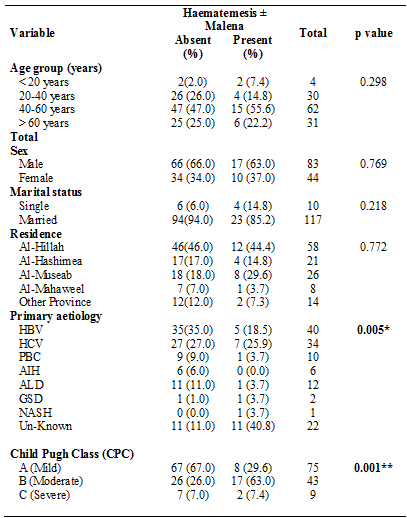 Variable Haematemesis ± Malena Total p value
Absent (%) Present (%)
Age group (years)
< 20 years 2(2.0) 2 (7.4) 4 0.298
20-40 years 26 (26.0) 4 (14.8) 30
40-60 years 47 (47.0) 15 (55.6) 62
> 60 years 25 (25.0) 6 (22.2) 31
Total
Sex
Male 66 (66.0) 17 (63.0) 83 0.769
Female 34 (34.0) 10 (37.0) 44
Marital status
Single 6 (6.0) 4 (14.8) 10 0.218
Married 94(94.0) 23 (85.2) 117
Residence
Al-Hillah 46(46.0) 12 (44.4) 58 0.772
Al-Hashimea 17(17.0) 4 (14.8) 21
Al-Museab 18 (18.0) 8 (29.6) 26
Al-Mahaweel 7 (7.0) 1 (3.7) 8
Other Province 12(12.0) 2 (7.3) 14
Primary aetiology
HBV 35(35.0) 5 (18.5) 40 0.005*
HCV 27 (27.0) 7 (25.9) 34
PBC 9 (9.0) 1 (3.7) 10
AIH 6 (6.0) 0 (0.0) 6
ALD 11 (11.0) 1 (3.7) 12
GSD 1 (1.0) 1 (3.7) 2
NASH 0 (0.0) 1 (3.7) 1
Un-Known 11 (11.0) 11 (40.8) 22
Child Pugh Class (CPC)
A (Mild) 67 (67.0) 8 (29.6) 75 0.001**
B (Moderate) 26 (26.0) 17 (63.0) 43
C (Severe) 7 (7.0) 2 (7.4) 9